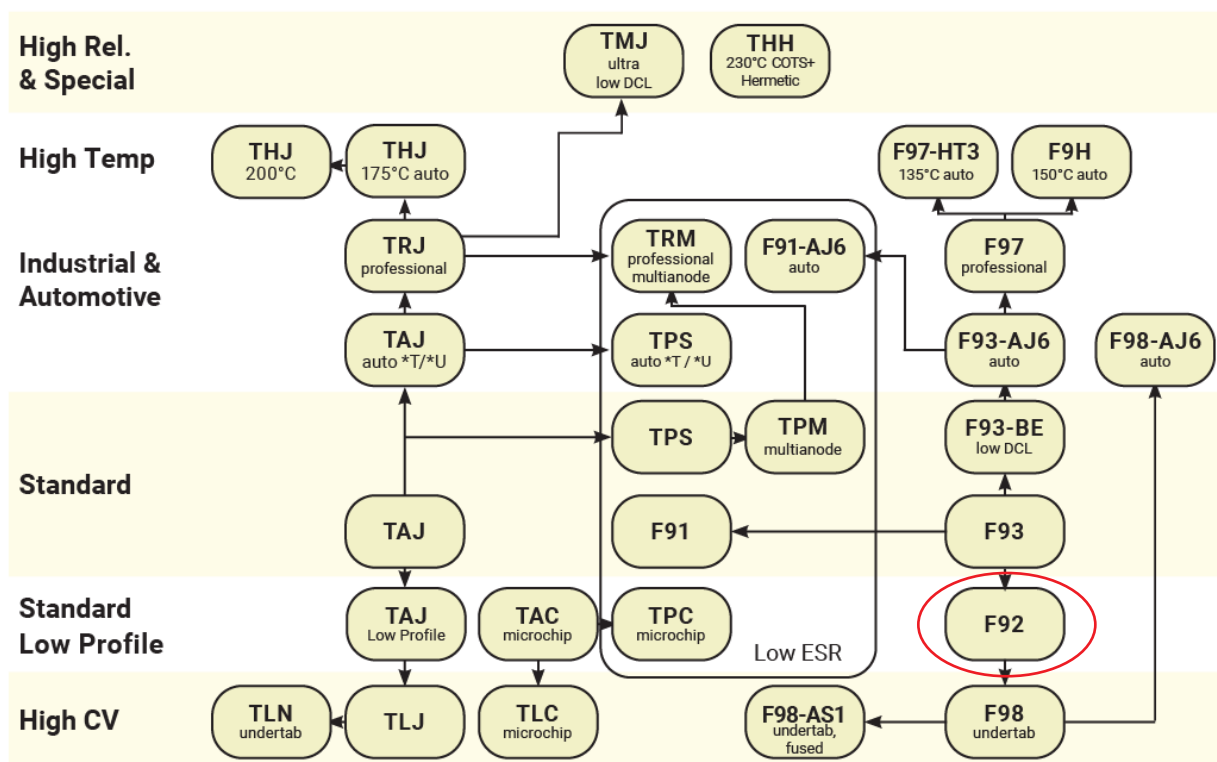 High Rel.
& Special
TMJ
ultra
low DCL
THH
230°C COTS+
Hermetic
High Temp
THJ
200°C
THJ
175°C auto
F97-HT3
135°C auto
F9H
150°C auto
Industrial &
Automotive
TRJ
professional
TRM
professional
multianode
F91-AJ6
auto
F97
professional
TAJ
auto *T/*U
TPS
auto *T / *U
F93-AJ6
auto
F98-AJ6
auto
Standard
TPS
TPM
multianode
F93-BE
low DCL
TAJ
F91
F93
Standard
Low Profile
TAJ
Low Profile
TAC
microchip
TPC
microchip
Low ESR
F92
High CV
TLN
undertab
TLJ
TLC
microchip
F98-AS1
undertab,
fused
F98
undertab